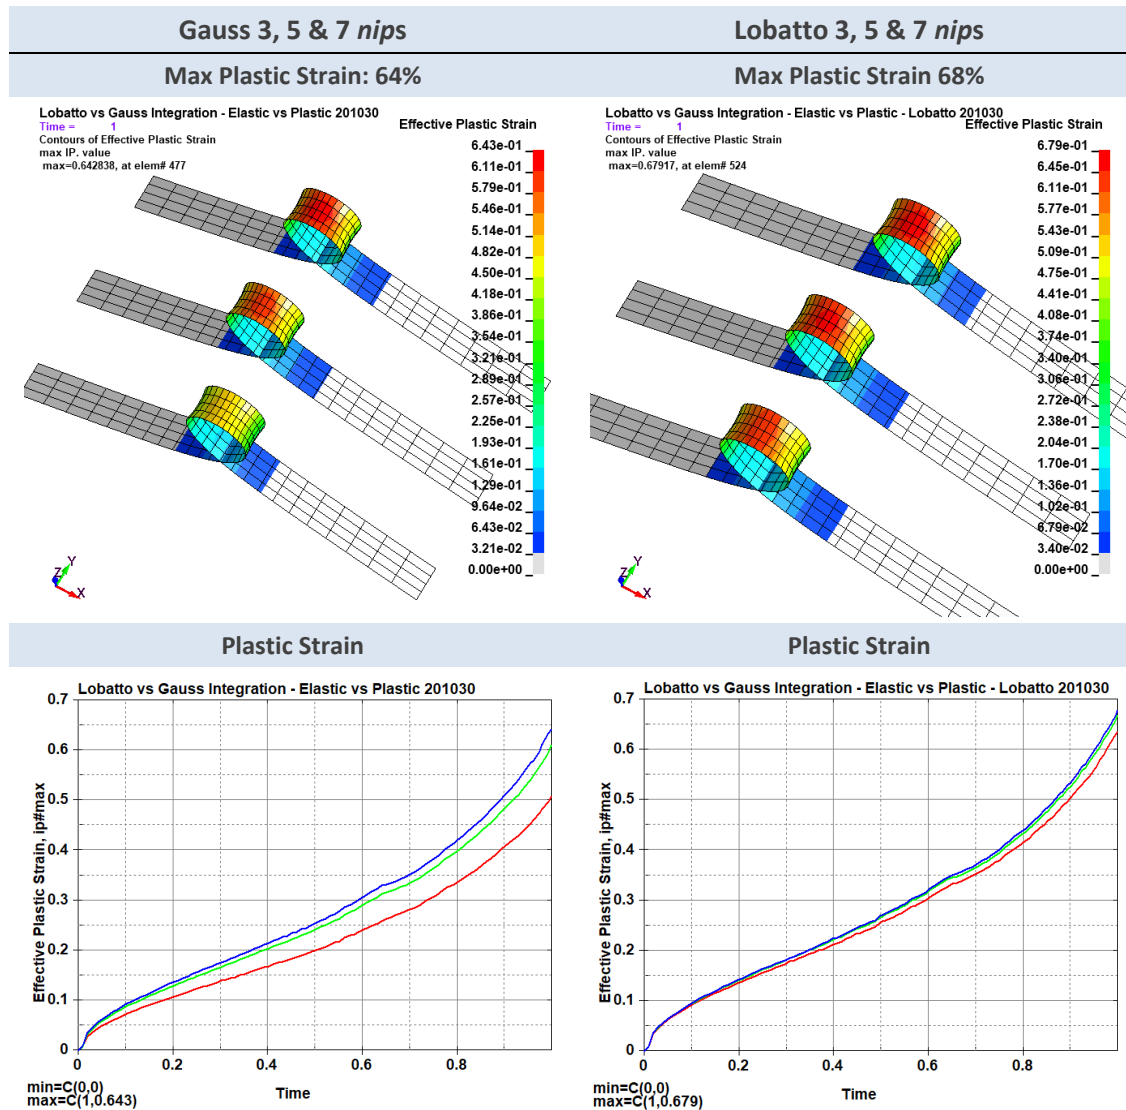 Gauss 3, 5 & 7 nips
Lobatto 3, 5 & 7 nips
Max Plastic Strain: 64%
Max Plastic Strain 68%
Lobatto vs Gauss Integration - Elastic vs Plastic 201030
Time = 1
Contours of Effective Plastic Strain
max IP. value
max=0.642838, at elem# 477
Effective Plastic Strain
6.43e-01
6.11e-01
5.79e-01
5.46e-01
5.14e-01
4.82e-01
4.50e-01
4.18e-01
3.86e-01
3.54e-01
3.21e-01
2.89e-01
2.57e-01
2.25e-01
1.93e-01
1.61e-01
1.29e-01
9.64e-02
6.43e-02
3.21e-02
0.00e+00
Z
Y
X
Lobatto vs Gauss Integration - Elastic vs Plastic - Lobatto 201030
Time = 1
Contours of Effective Plastic Strain
max IP. value
max=0.67917, at elem# 524
Effective Plastic Strain
6.79e-01
6.45e-01
6.11e-01
5.77e-01
5.43e-01
5.09e-01
4.75e-01
4.41e-01
4.08e-01
3.74e-01
3.40e-01
3.06e-01
2.72e-01
2.38e-01
2.04e-01
1.70e-01
1.36e-01
1.02e-01
6.79e-02
3.40e-02
0.00e+00
Z
Y
X
Plastic Strain
Plastic Strain
Lobatto vs Gauss Integration - Elastic vs Plastic 201030
Effective Plastic Strain, ip#max
0.7
0.6
0.5
0.4
0.3
0.2
0.1
0
0
0.2
0.4
0.6
0.8
Time
min=C(0,0)
max=C(1,0.643)
Lobatto vs Gauss Integration - Elastic vs Plastic - Lobatto 201030
Effective Plastic Strain, ip#max
0.7
0.6
0.5
0.4
0.3
0.2
0.1
0
0
0.2
0.4
0.6
0.8
Time
min=C(0,0)
max=C(1,0.679)